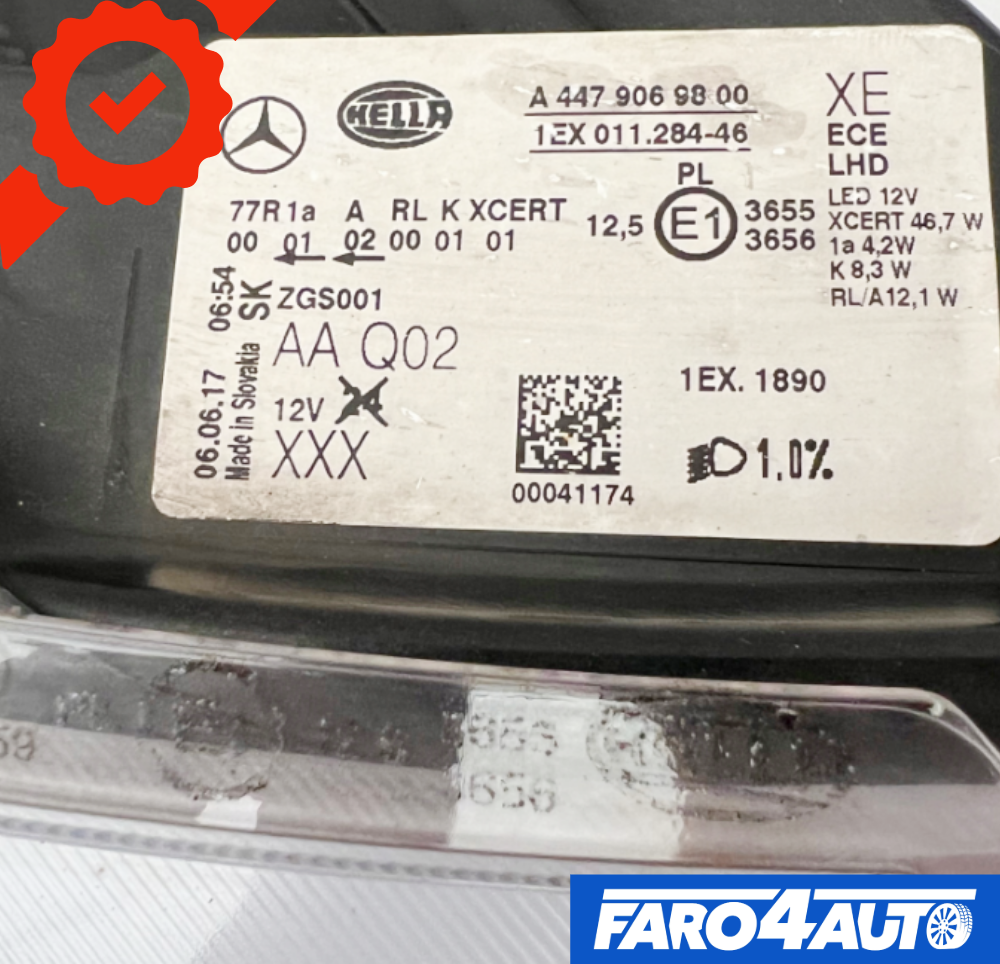 HELLA
A 447 906 98 00
1EX 011.284-46
XE
ECE
LHD
PL
77R 1a A RL K XCERT
00 01 02 00 01 01
12,5 E1 3655
3656
LED 12V
XCERT 46,7 W
1a 4,2W
K 8,3 W
RL/A12,1 W
06.06.17 06:54
Made in Slovakia SK
ZGS001
AA Q02
12V 24
XXX
00041174
1EX. 1890
1,0%
656
FARO4AUTO